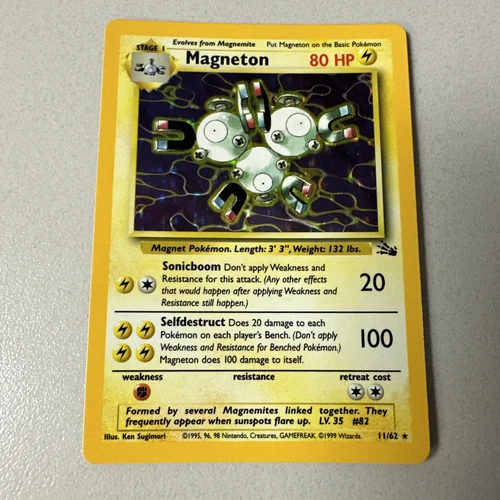 STAGE 1 Evolves from Magnemite Put Magneton on the Basic Pokémon
Magneton 80 HP
Magnet Pokémon. Length: 3' 3", Weight: 132 lbs.
Sonicboom Don't apply Weakness and
Resistance for this attack. (Any other effects
that would happen after applying Weakness and
Resistance still happen.)
20
Selfdestruct Does 20 damage to each
Pokémon on each player's Bench. (Don't apply
Weakness and Resistance for Benched Pokémon.)
Magneton does 100 damage to itself.
100
weakness resistance retreat cost
Formed by several Magnemites linked together. They
frequently appear when sunspots flare up. LV. 35 #82
Illus. Ken Sugimori ©1995, 96, 98 Nintendo, Creatures, GAMEFREAK. ©1999 Wizards. 11/62